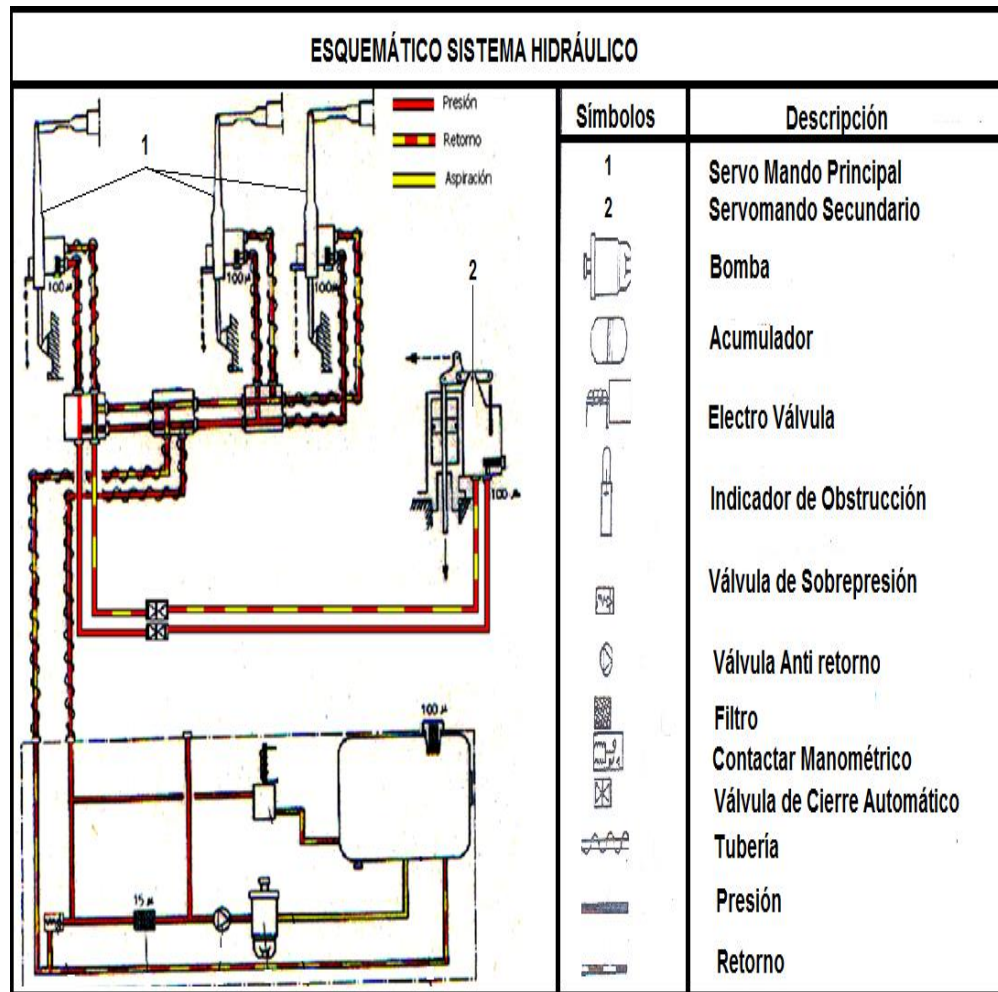 ESQUEMÁTICO SISTEMA HIDRÁULICO
Presión
Retorno
Aspiración
1
2
100 µ
100 µ
100 µ
100 µ
100 µ
15 µ
Símbolos Descripción
1 Servo Mando Principal
2 Servomando Secundario
Bomba
Acumulador
Electro Válvula
Indicador de Obstrucción
Válvula de Sobrepresión
Válvula Anti retorno
Filtro
Contactar Manométrico
Válvula de Cierre Automático
Tubería
Presión
Retorno